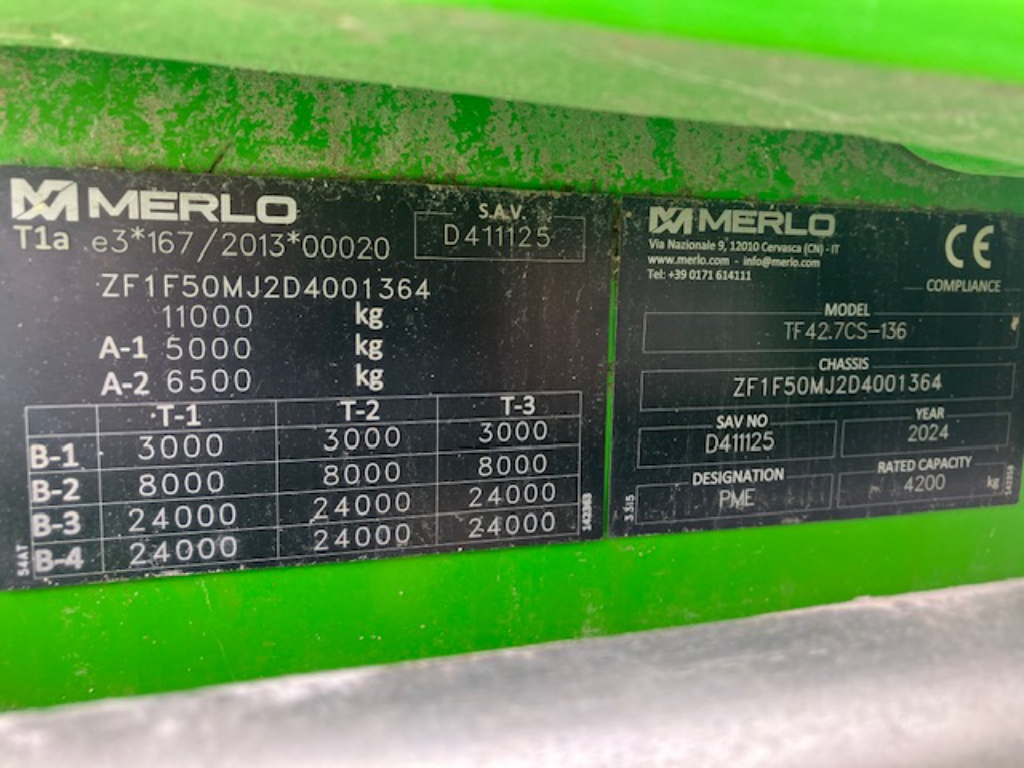 MERLO
T1a e3*167/2013*00020
S.A.V.
D411125
ZF1F50MJ2D4001364
11000 kg
A-1 5000 kg
A-2 6500 kg
T-1 T-2 T-3
B-1 3000 3000 3000
B-2 8000 8000 8000
B-3 24000 24000 24000
B-4 24000 24000 24000
54AT
MERLO
Via Nazionale 9, 12010 Cervasca (CN) - IT
www.merlo.com - info@merlo.com
Tel: +39 0171 614111
CE
COMPLIANCE
MODEL
TF42.7CS-136
CHASSIS
ZF1F50MJ2D4001364
SAV NO
D411125
YEAR
2024
DESIGNATION
PME
RATED CAPACITY
4200 kg